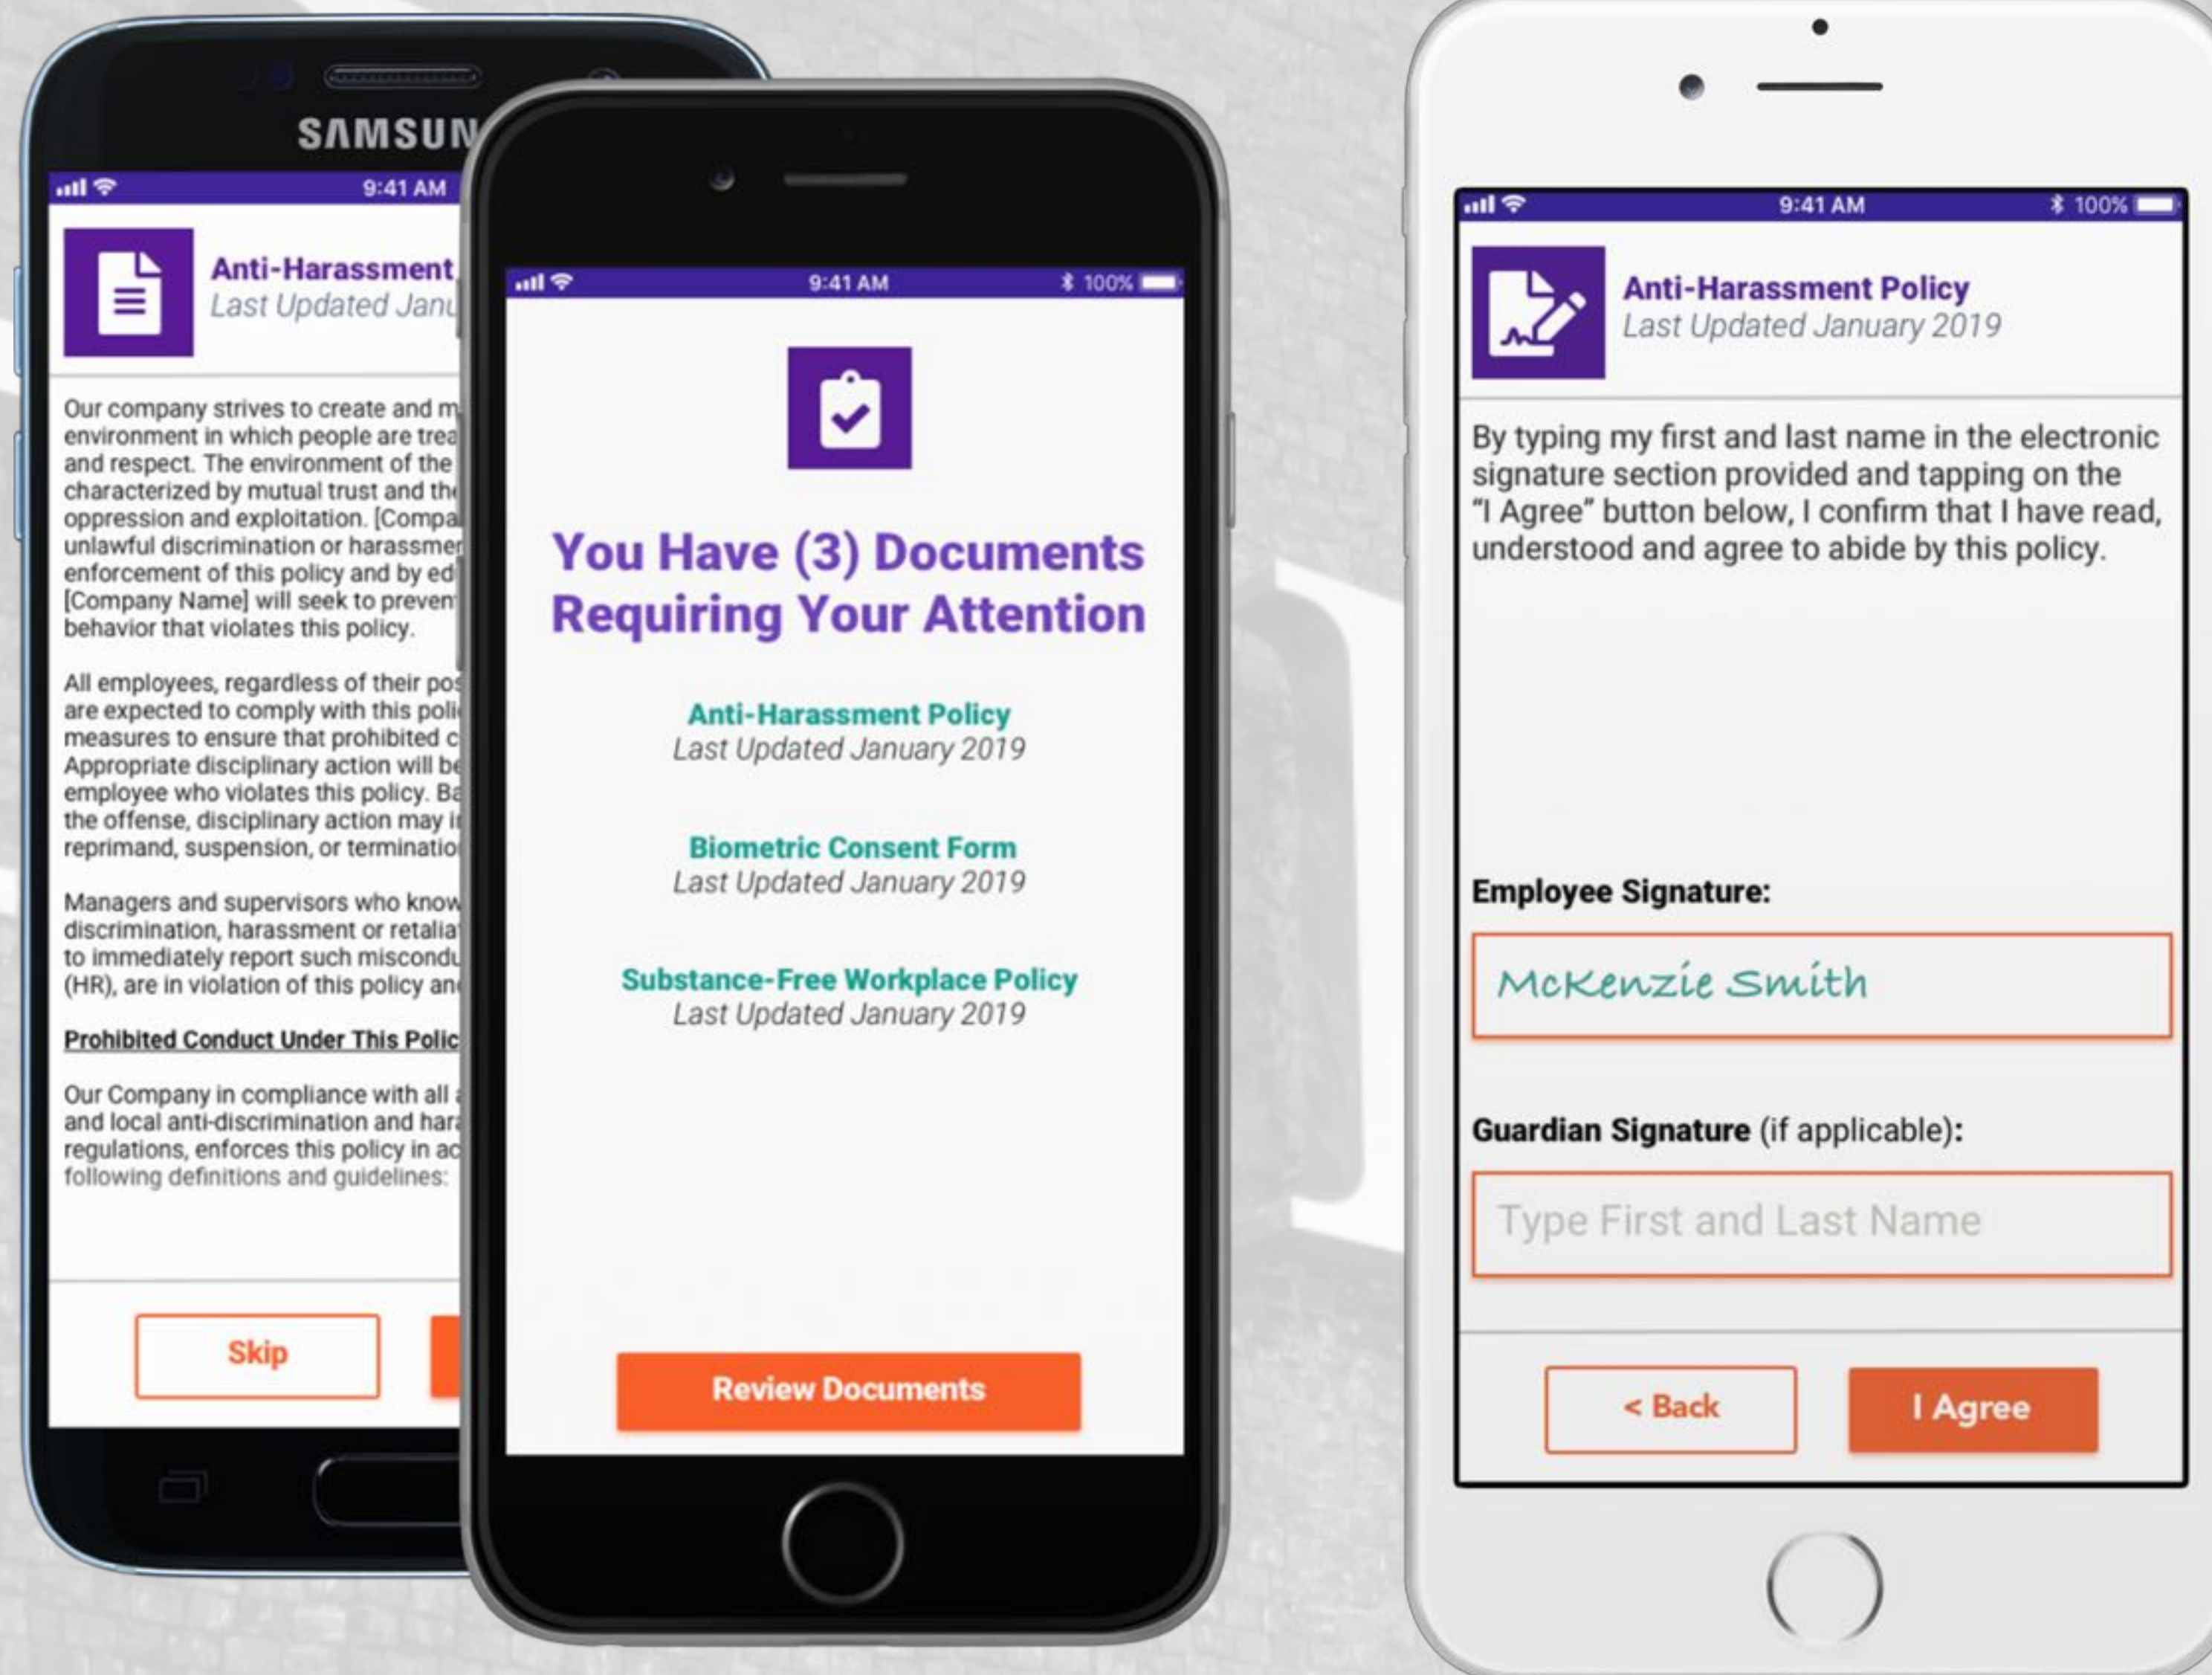 SAMSUN
9:41 AM
Anti-Harassment
Last Updated Janu
Our company strives to create and m
environment in which people are trea
and respect. The environment of the
characterized by mutual trust and the
oppression and exploitation. [Compa
unlawful discrimination or harassmen
enforcement of this policy and by ed
[Company Name] will seek to preven
behavior that violates this policy.
All employees, regardless of their pos
are expected to comply with this poli
measures to ensure that prohibited c
Appropriate disciplinary action will be
employee who violates this policy. Ba
the offense, disciplinary action may i
reprimand, suspension, or terminatio
Managers and supervisors who know
discrimination, harassment or retalia
to immediately report such miscondu
(HR), are in violation of this policy an
Prohibited Conduct Under This Polic
Our Company in compliance with all
and local anti-discrimination and hara
regulations, enforces this policy in ac
following definitions and guidelines:
Skip
9:41 AM 100%
You Have (3) Documents
Requiring Your Attention
Anti-Harassment Policy
Last Updated January 2019
Biometric Consent Form
Last Updated January 2019
Substance-Free Workplace Policy
Last Updated January 2019
Review Documents
9:41 AM 100%
Anti-Harassment Policy
Last Updated January 2019
By typing my first and last name in the electronic
signature section provided and tapping on the
“I Agree” button below, I confirm that I have read,
understood and agree to abide by this policy.
Employee Signature:
McKenzie Smith
Guardian Signature (if applicable):
Type First and Last Name
< Back
I Agree